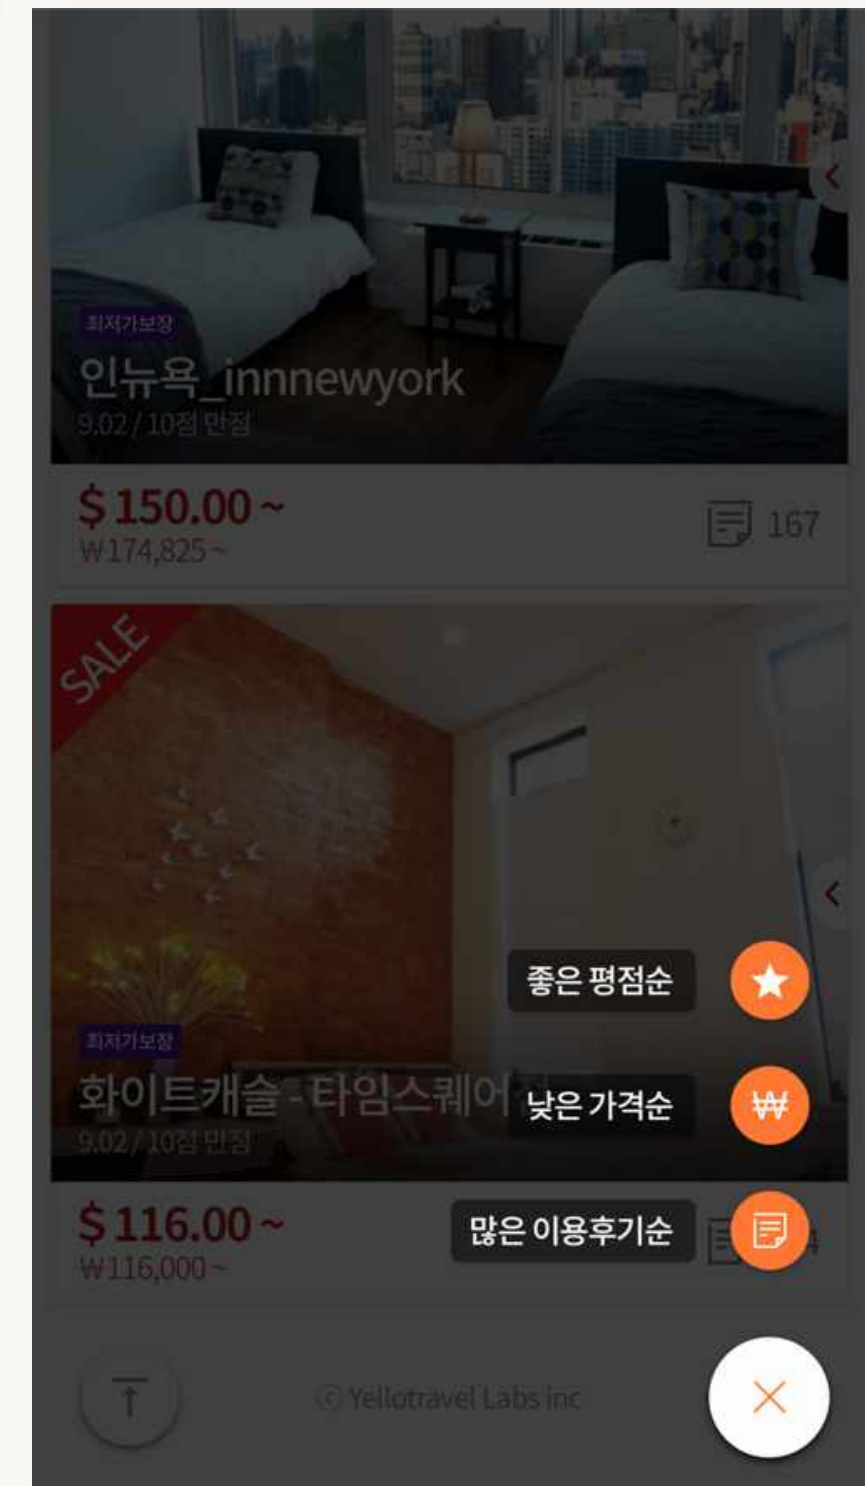 최저가보장
인뉴욕_innnewyork
9.02 / 10점 만점
$ 150.00 ~
₩174,825 ~
167
SALE
좋은 평점순
최저가보장
화이트캐슬 - 타임스퀘어
낮은 가격순
9.02 / 10점 만점
$ 116.00 ~
₩116,000 ~
많은 이용후기순
4
ⓒ Yellotravel Labs inc